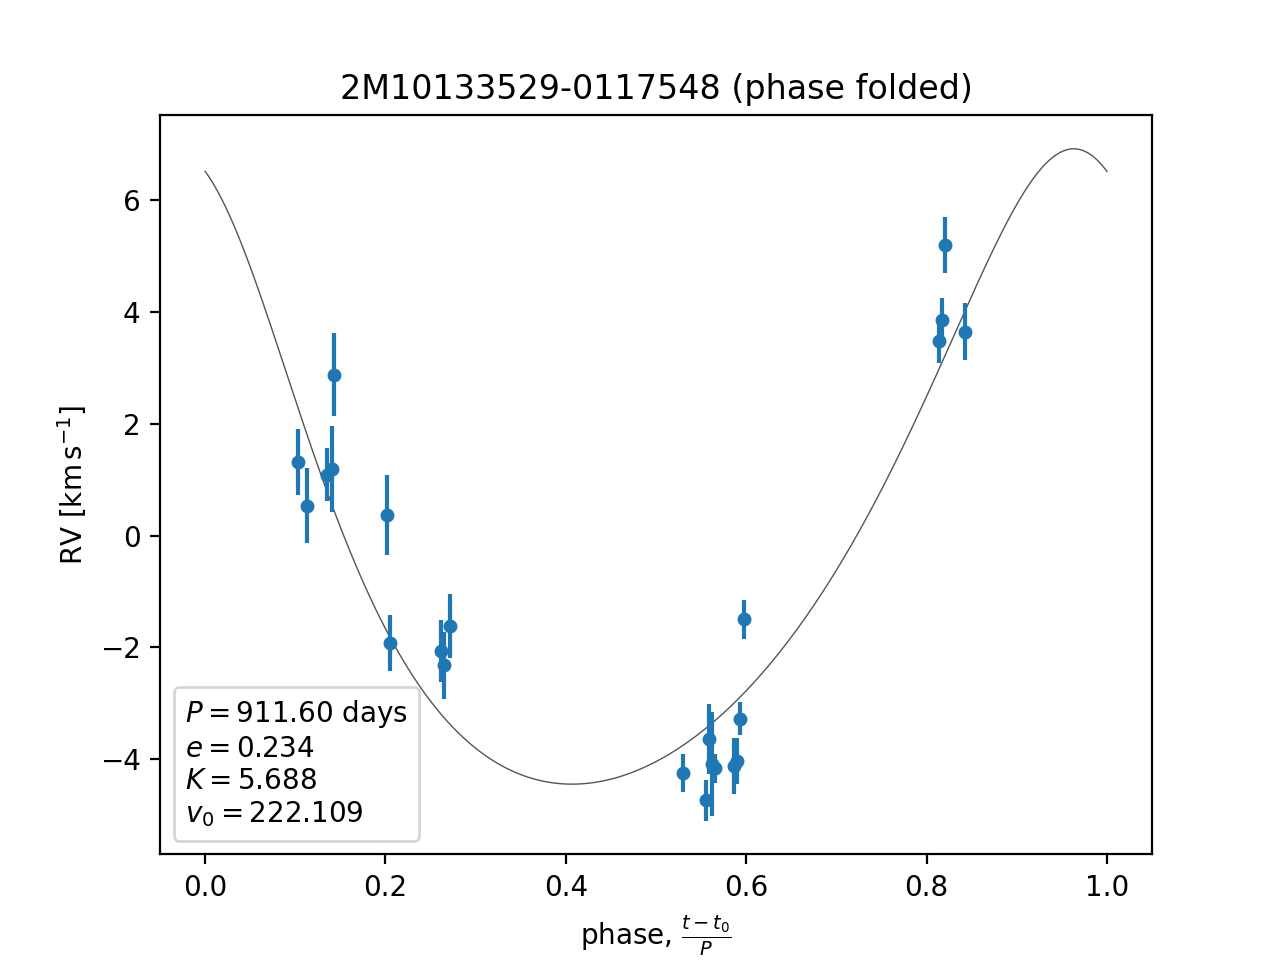 2M10133529-0117548 (phase folded)
RV [km s⁻¹]
6
4
2
0
−2
−4
P = 911.60 days
e = 0.234
K = 5.688
v₀ = 222.109
0.0 0.2 0.4 0.6 0.8 1.0
phase, (t − t₀)/P